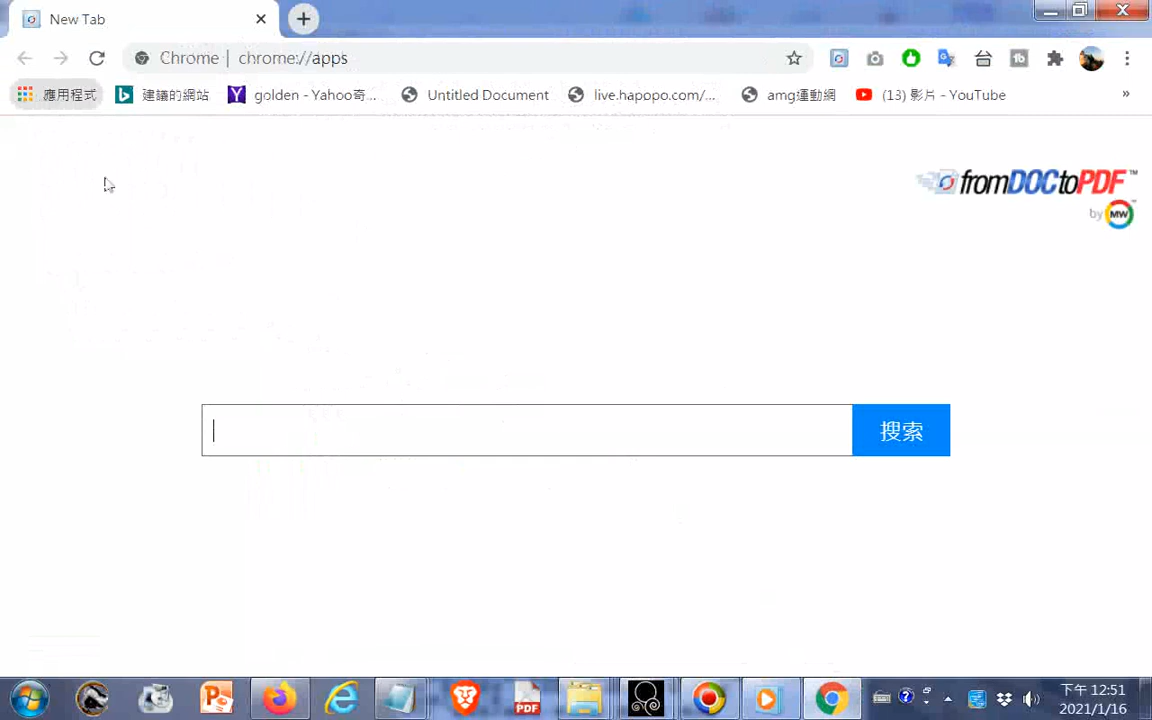 New Tab
Chrome | chrome://apps
應用程式
建議的網站
golden - Yahoo奇...
Untitled Document
live.hapopo.com/...
amg運動網
(13) 影片 - YouTube
»
fromDOCtoPDF™
by MW™
搜索
下午 12:51
2021/1/16